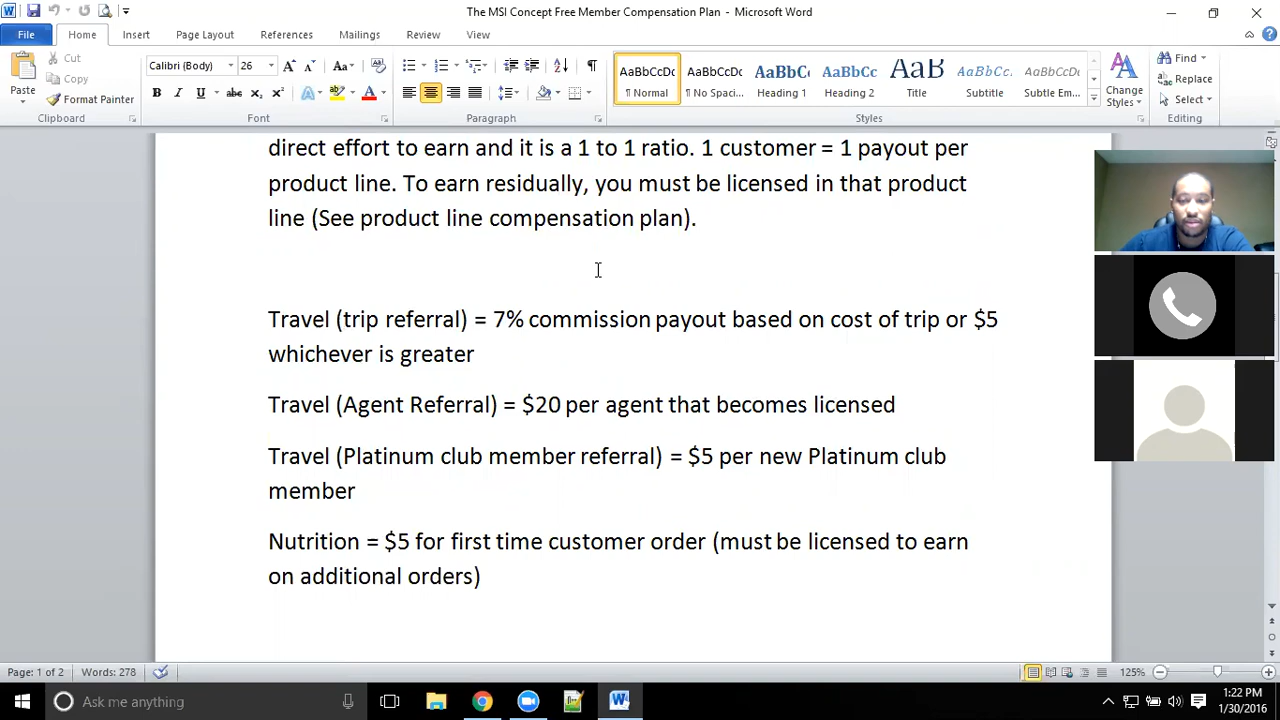 The MSI Concept Free Member Compensation Plan - Microsoft Word
File
Home
Insert
Page Layout
References
Mailings
Review
View
Paste
Cut
Copy
Format Painter
Clipboard
Calibri (Body)
26
Font
Paragraph
AaBbCcDc
¶ Normal
AaBbCcDc
¶ No Spaci...
AaBbC
Heading 1
AaBbCc
Heading 2
AaB
Title
AaBbCc.
Subtitle
AaBbCcDc
Subtle Em...
Change
Styles
Styles
Find
Replace
Select
Editing
direct effort to earn and it is a 1 to 1 ratio. 1 customer = 1 payout per
product line. To earn residually, you must be licensed in that product
line (See product line compensation plan).
Travel (trip referral) = 7% commission payout based on cost of trip or $5
whichever is greater
Travel (Agent Referral) = $20 per agent that becomes licensed
Travel (Platinum club member referral) = $5 per new Platinum club
member
Nutrition = $5 for first time customer order (must be licensed to earn
on additional orders)
Page: 1 of 2
Words: 278
125%
Ask me anything
1:22 PM
1/30/2016